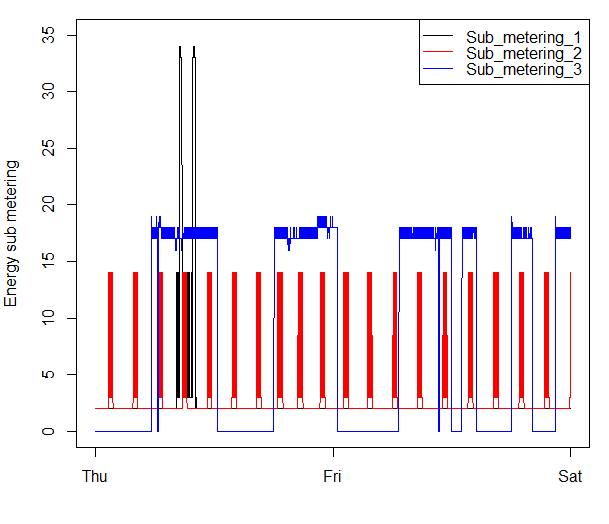 Sub_metering_1
Sub_metering_2
Sub_metering_3
Energy sub metering
35
30
25
20
15
10
5
0
Thu Fri Sat